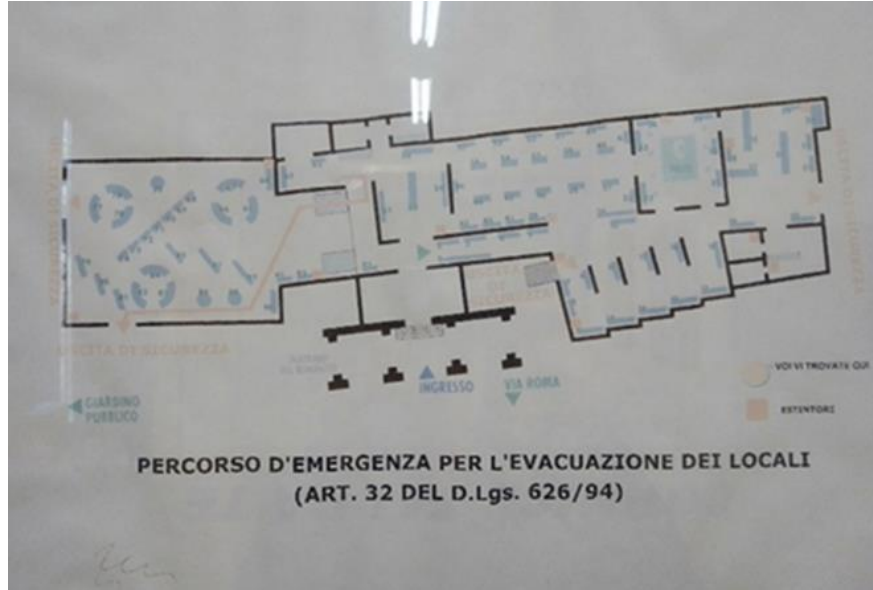 USCITA DI SICUREZZA
USCITA DI SICUREZZA
USCITA
DI
SICUREZZA
USCITA DI SICUREZZA
INGRESSO
VIA ROMA
GIARDINO
PUBBLICO
VOI VI TROVATE QUI
ESTINTORI
PERCORSO D'EMERGENZA PER L'EVACUAZIONE DEI LOCALI
(ART. 32 DEL D.Lgs. 626/94)